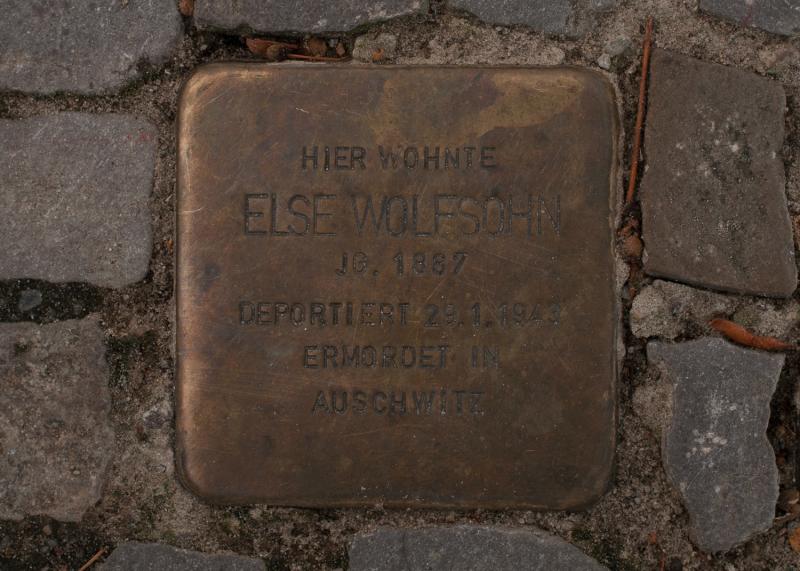 HIER WOHNTE
ELSE WOLFSOHN
JG. 1887
DEPORTIERT 29.1.1943
ERMORDET IN
AUSCHWITZ